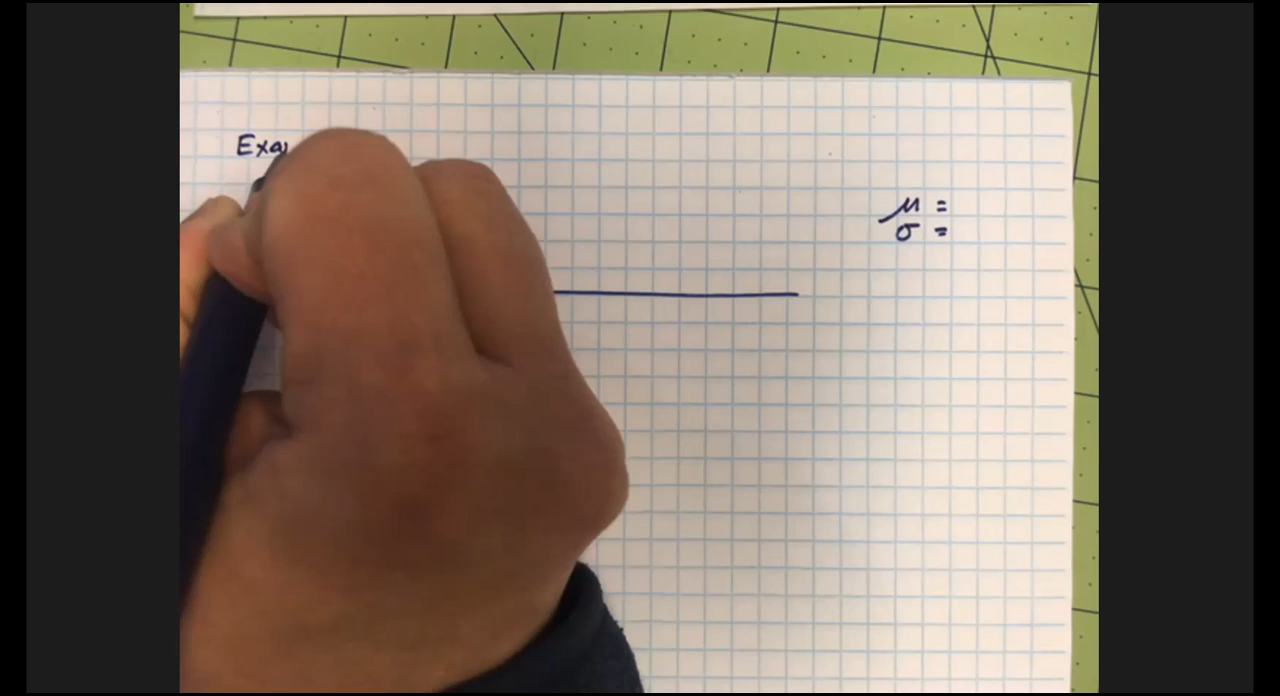 Exa
μ =
σ =